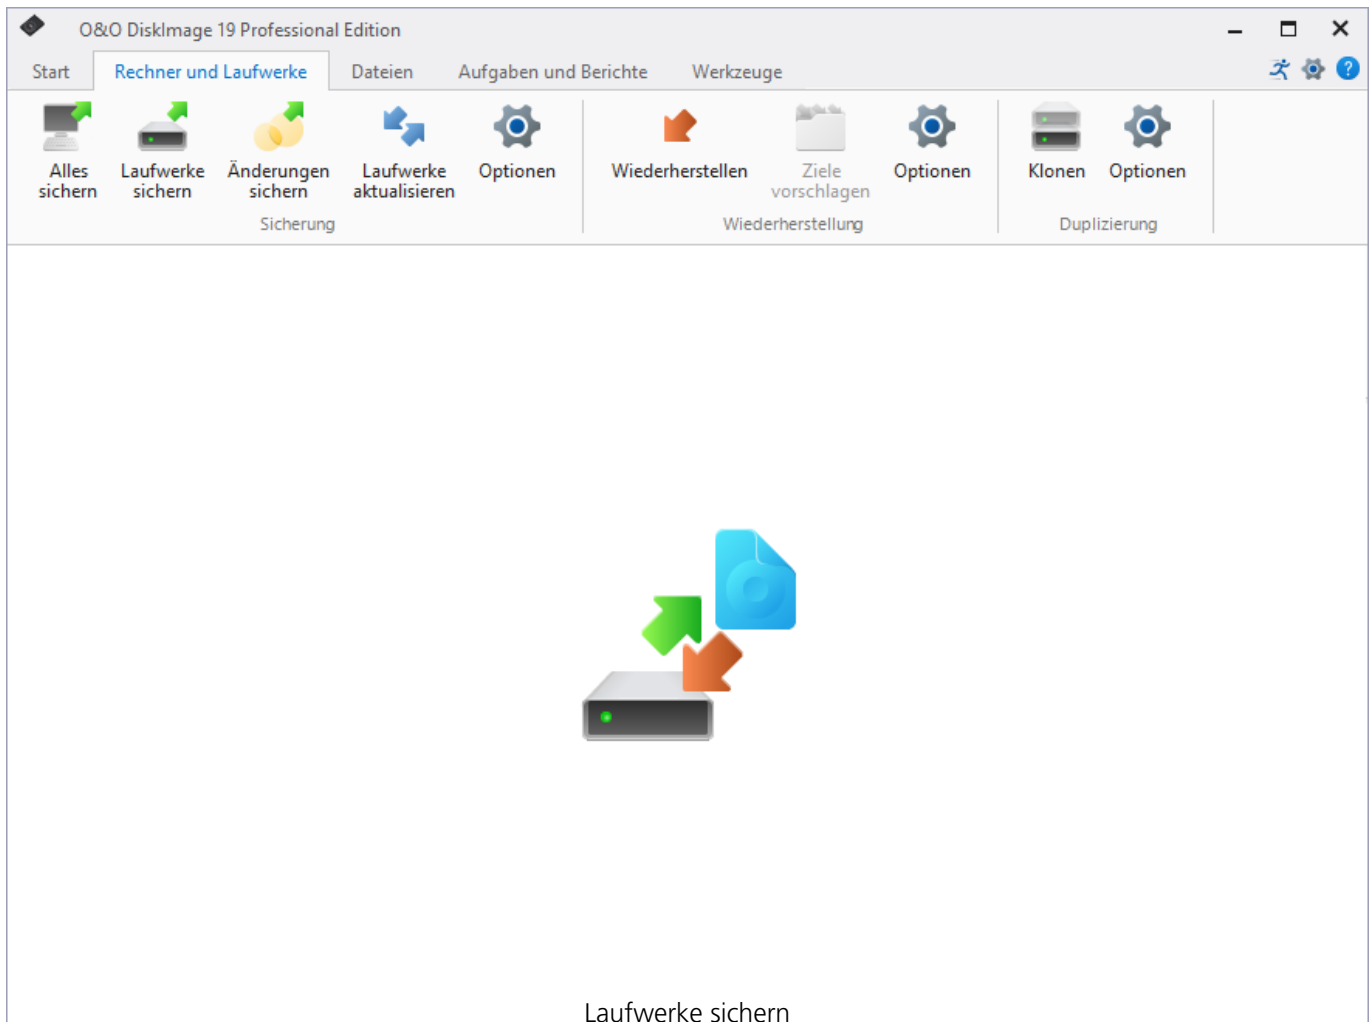 O&O DiskImage 19 Professional Edition
Start Rechner und Laufwerke Dateien Aufgaben und Berichte Werkzeuge
Alles sichern
Laufwerke sichern
Änderungen sichern
Laufwerke aktualisieren
Optionen
Sicherung
Wiederherstellen
Ziele vorschlagen
Optionen
Wiederherstellung
Klonen
Optionen
Duplizierung
Laufwerke sichern